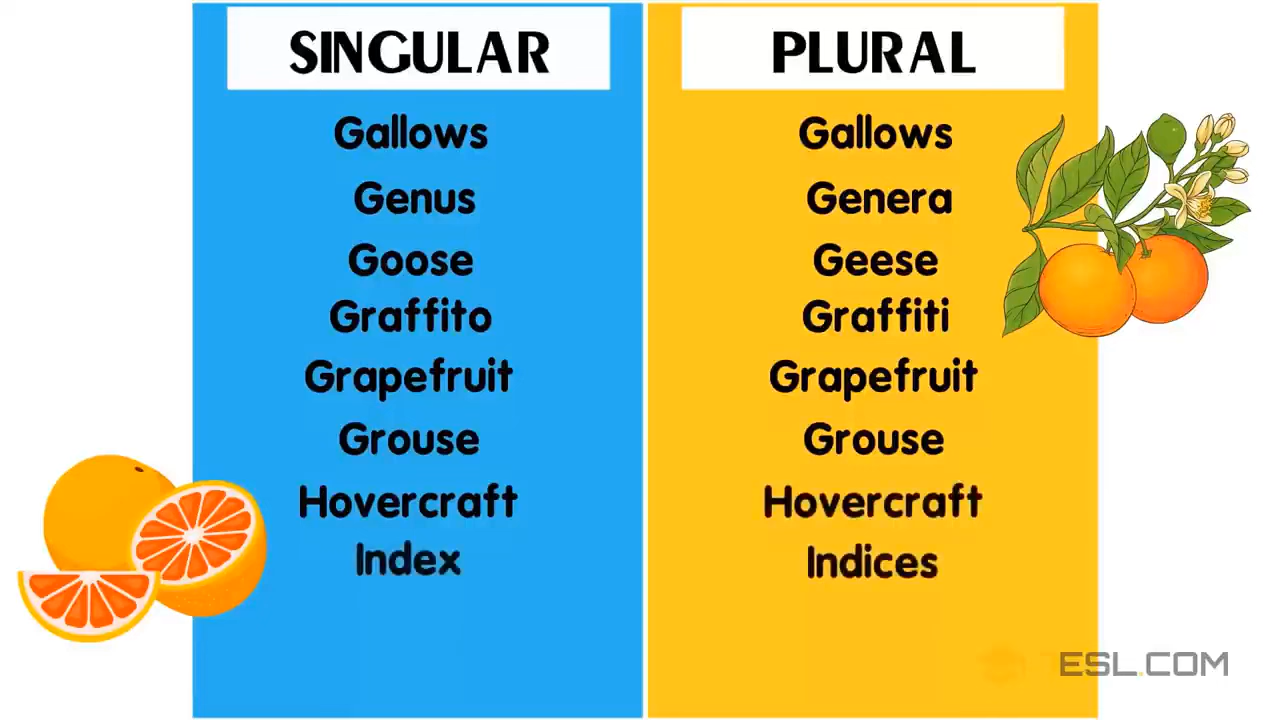 SINGULAR PLURAL
Gallows Gallows
Genus Genera
Goose Geese
Graffito Graffiti
Grapefruit Grapefruit
Grouse Grouse
Hovercraft Hovercraft
Index Indices
ESL.COM